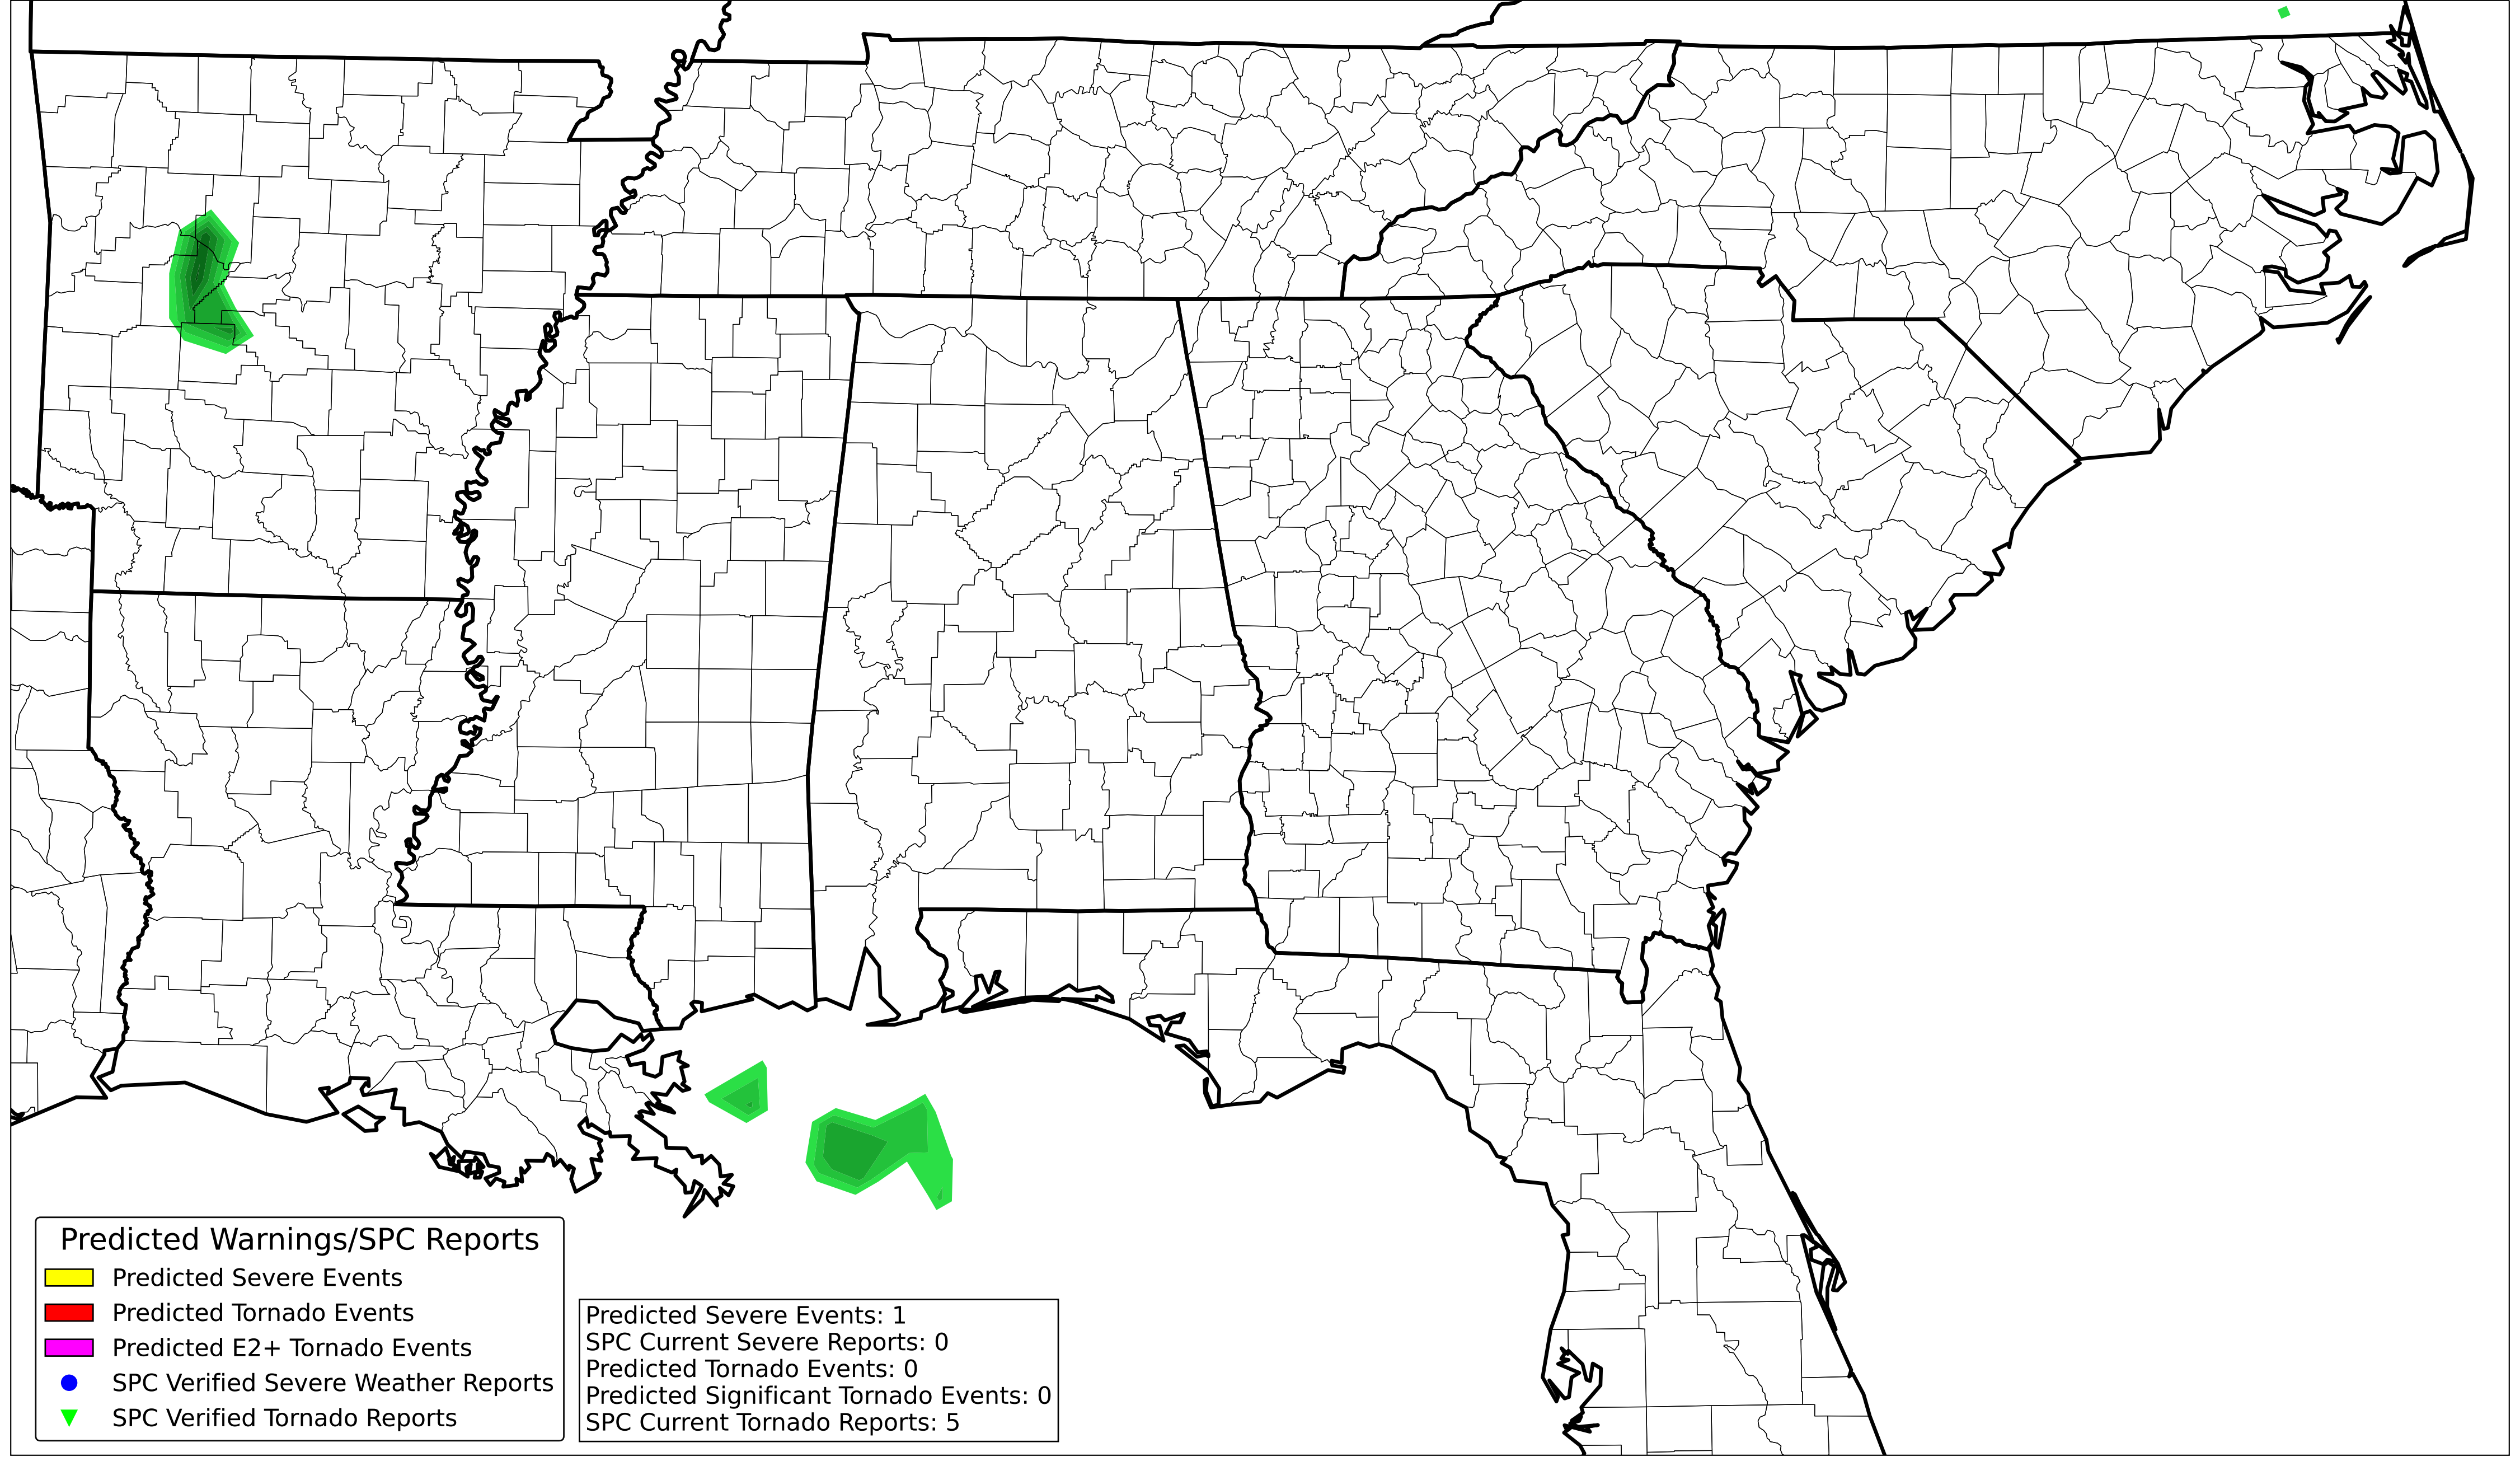 Predicted Warnings/SPC Reports
Predicted Severe Events
Predicted Tornado Events
Predicted E2+ Tornado Events
SPC Verified Severe Weather Reports
SPC Verified Tornado Reports
Predicted Severe Events: 1
SPC Current Severe Reports: 0
Predicted Tornado Events: 0
Predicted Significant Tornado Events: 0
SPC Current Tornado Reports: 5